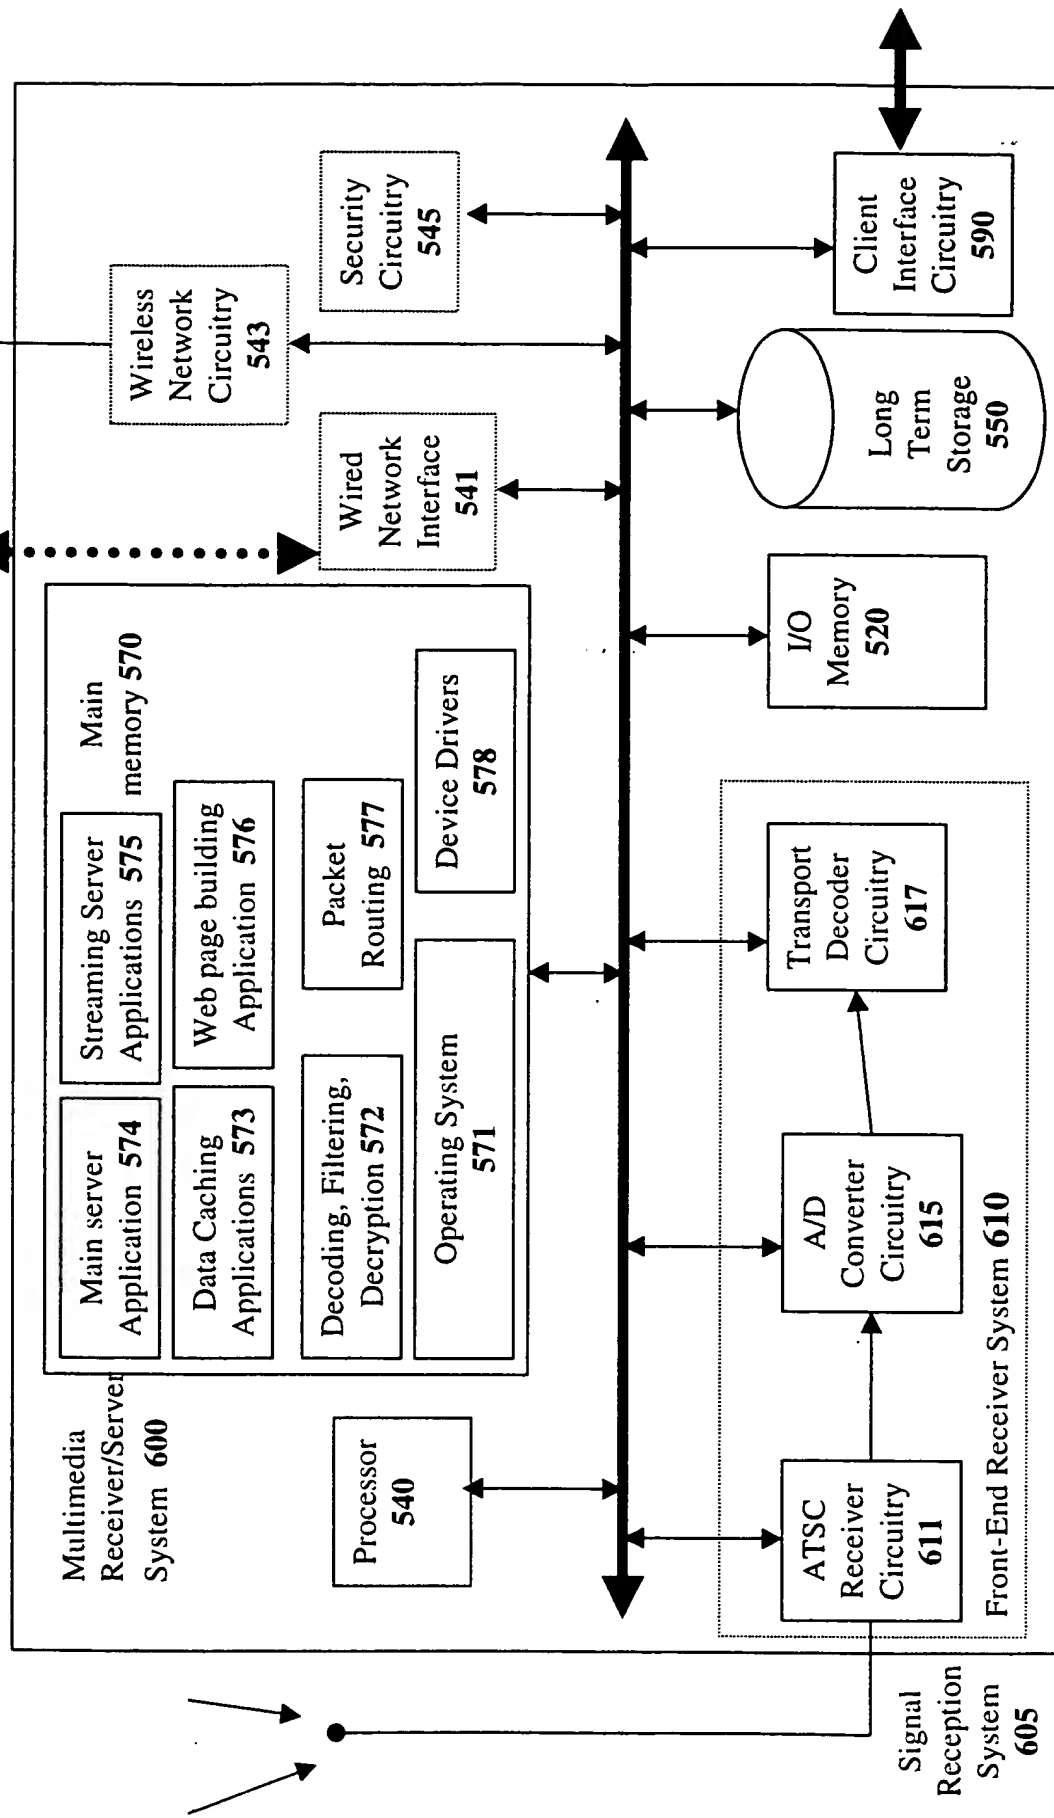 Multimedia
Receiver/Server
System 600
Main server
Application 574
Streaming Server
Applications 575
Main
memory 570
Data Caching
Applications 573
Web page building
Application 576
Decoding, Filtering,
Decryption 572
Packet
Routing 577
Operating System
571
Device Drivers
578
Wireless
Network
Circuitry
543
Wired
Network
Interface
541
Security
Circuitry
545
Processor
540
ATSC
Receiver
Circuitry
611
A/D
Converter
Circuitry
615
Transport
Decoder
Circuitry
617
Front-End Receiver System 610
I/O
Memory
520
Long
Term
Storage
550
Client
Interface
Circuitry
590
Signal
Reception
System
605